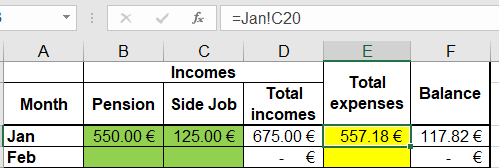 fx =Jan!C20
A B C D E F
Incomes
Month Pension Side Job Total incomes Total expenses Balance
Jan 550.00 € 125.00 € 675.00 € 557.18 € 117.82 €
Feb - € - €